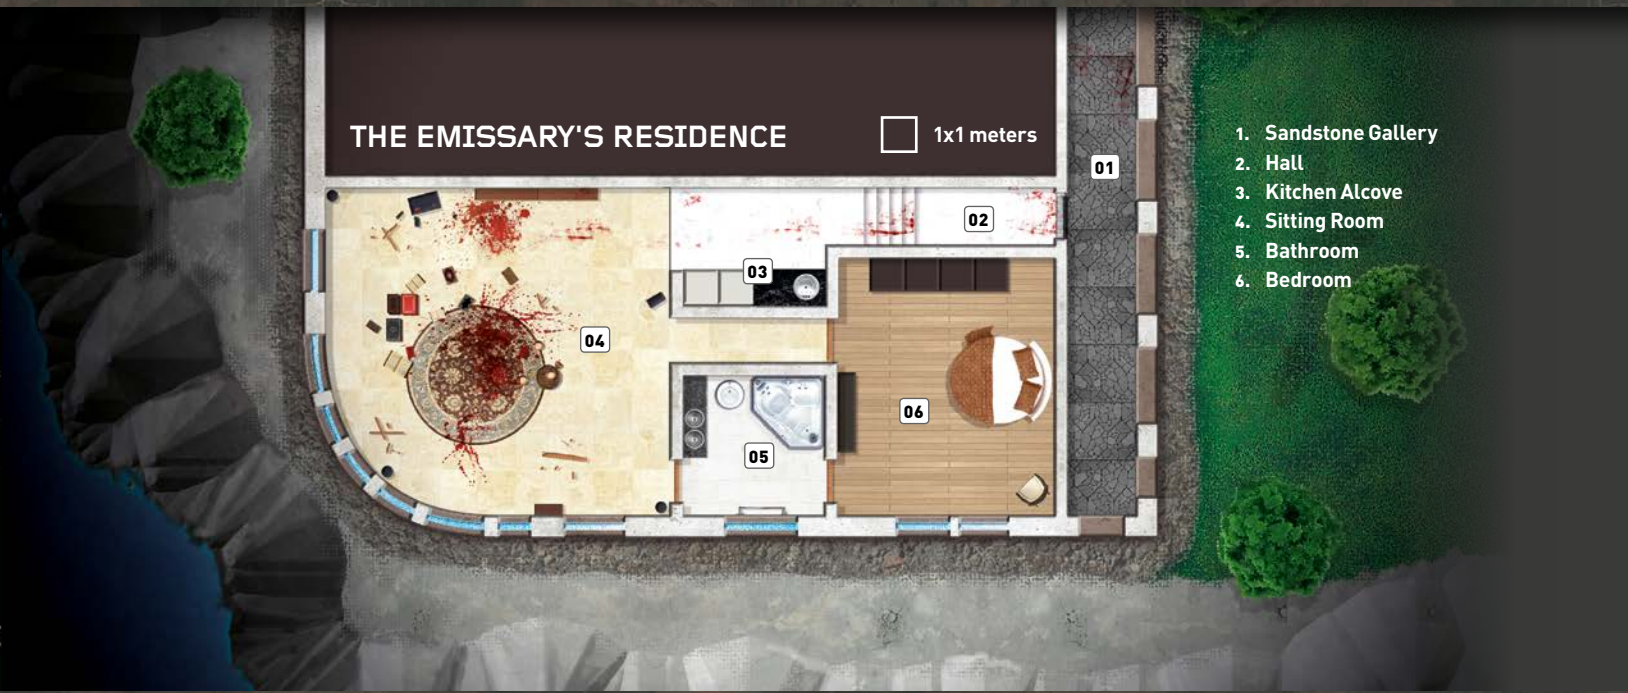 THE EMISSARY'S RESIDENCE
1x1 meters
1. Sandstone Gallery
2. Hall
3. Kitchen Alcove
4. Sitting Room
5. Bathroom
6. Bedroom
01
02
03
04
05
06